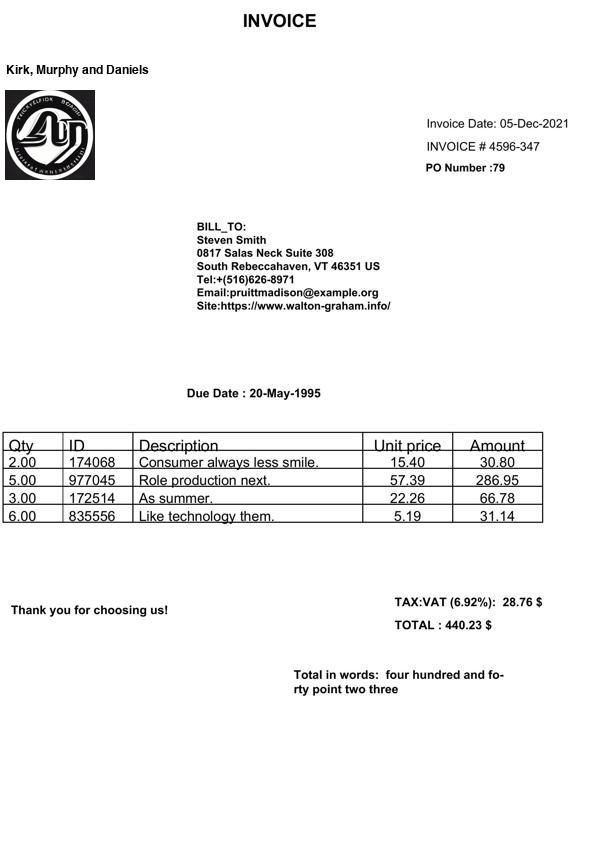 INVOICE
Kirk, Murphy and Daniels
Invoice Date: 05-Dec-2021
INVOICE # 4596-347
PO Number :79
BILL_TO:
Steven Smith
0817 Salas Neck Suite 308
South Rebeccahaven, VT 46351 US
Tel:+(516)626-8971
Email:pruittmadison@example.org
Site:https://www.walton-graham.info/
Due Date : 20-May-1995
Qty ID Description Unit price Amount
2.00 174068 Consumer always less smile. 15.40 30.80
5.00 977045 Role production next. 57.39 286.95
3.00 172514 As summer. 22.26 66.78
6.00 835556 Like technology them. 5.19 31.14
TAX:VAT (6.92%): 28.76 $
Thank you for choosing us!
TOTAL : 440.23 $
Total in words: four hundred and fo-
rty point two three